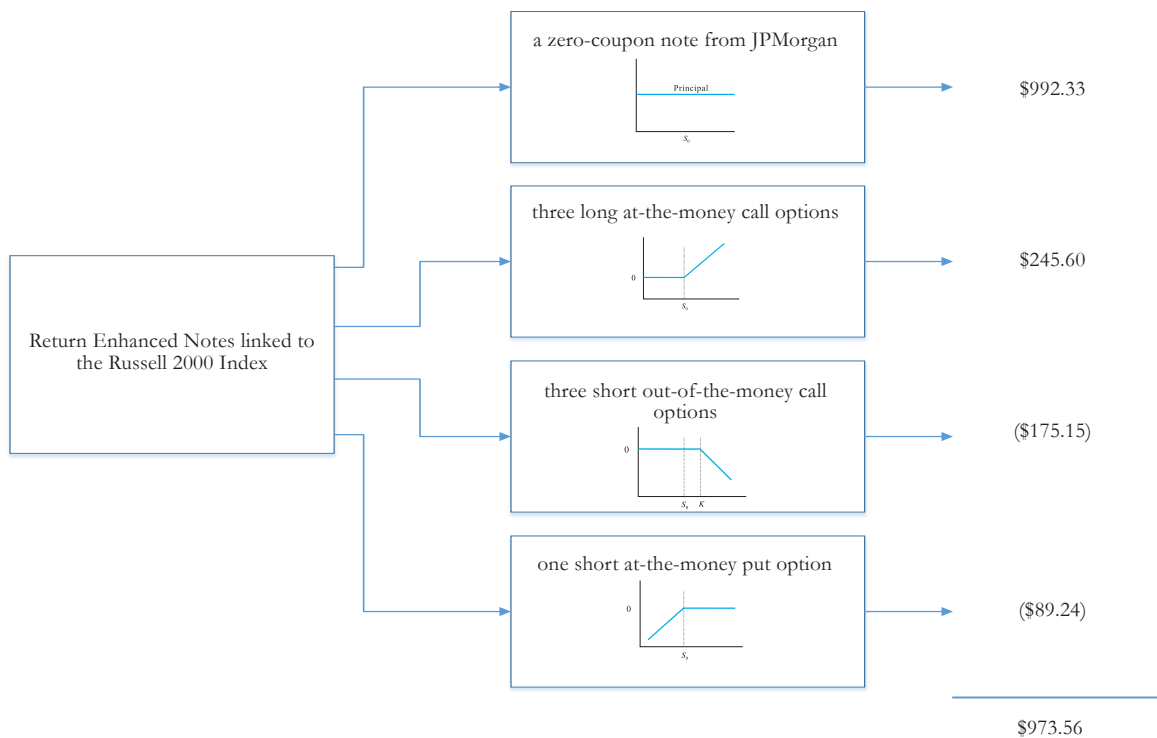 a zero-coupon note from JPMorgan
Principal
S₀
$992.33
three long at-the-money call options
0
S₀
$245.60
Return Enhanced Notes linked to
the Russell 2000 Index
three short out-of-the-money call
options
0
S₀ K
($175.15)
one short at-the-money put option
0
S₀
($89.24)
$973.56